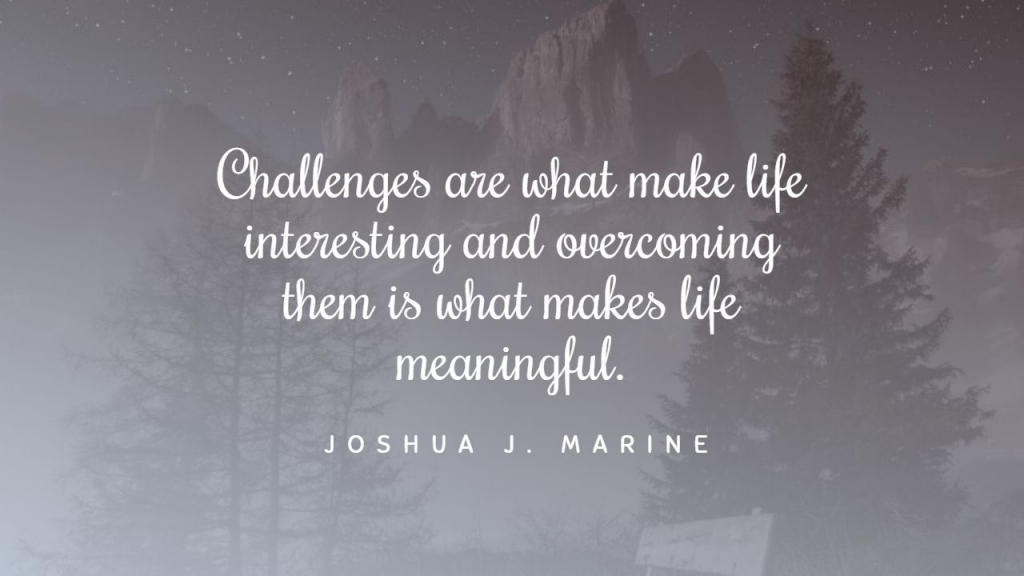 Challenges are what make life
interesting and overcoming
them is what makes life
meaningful.
JOSHUA J. MARINE